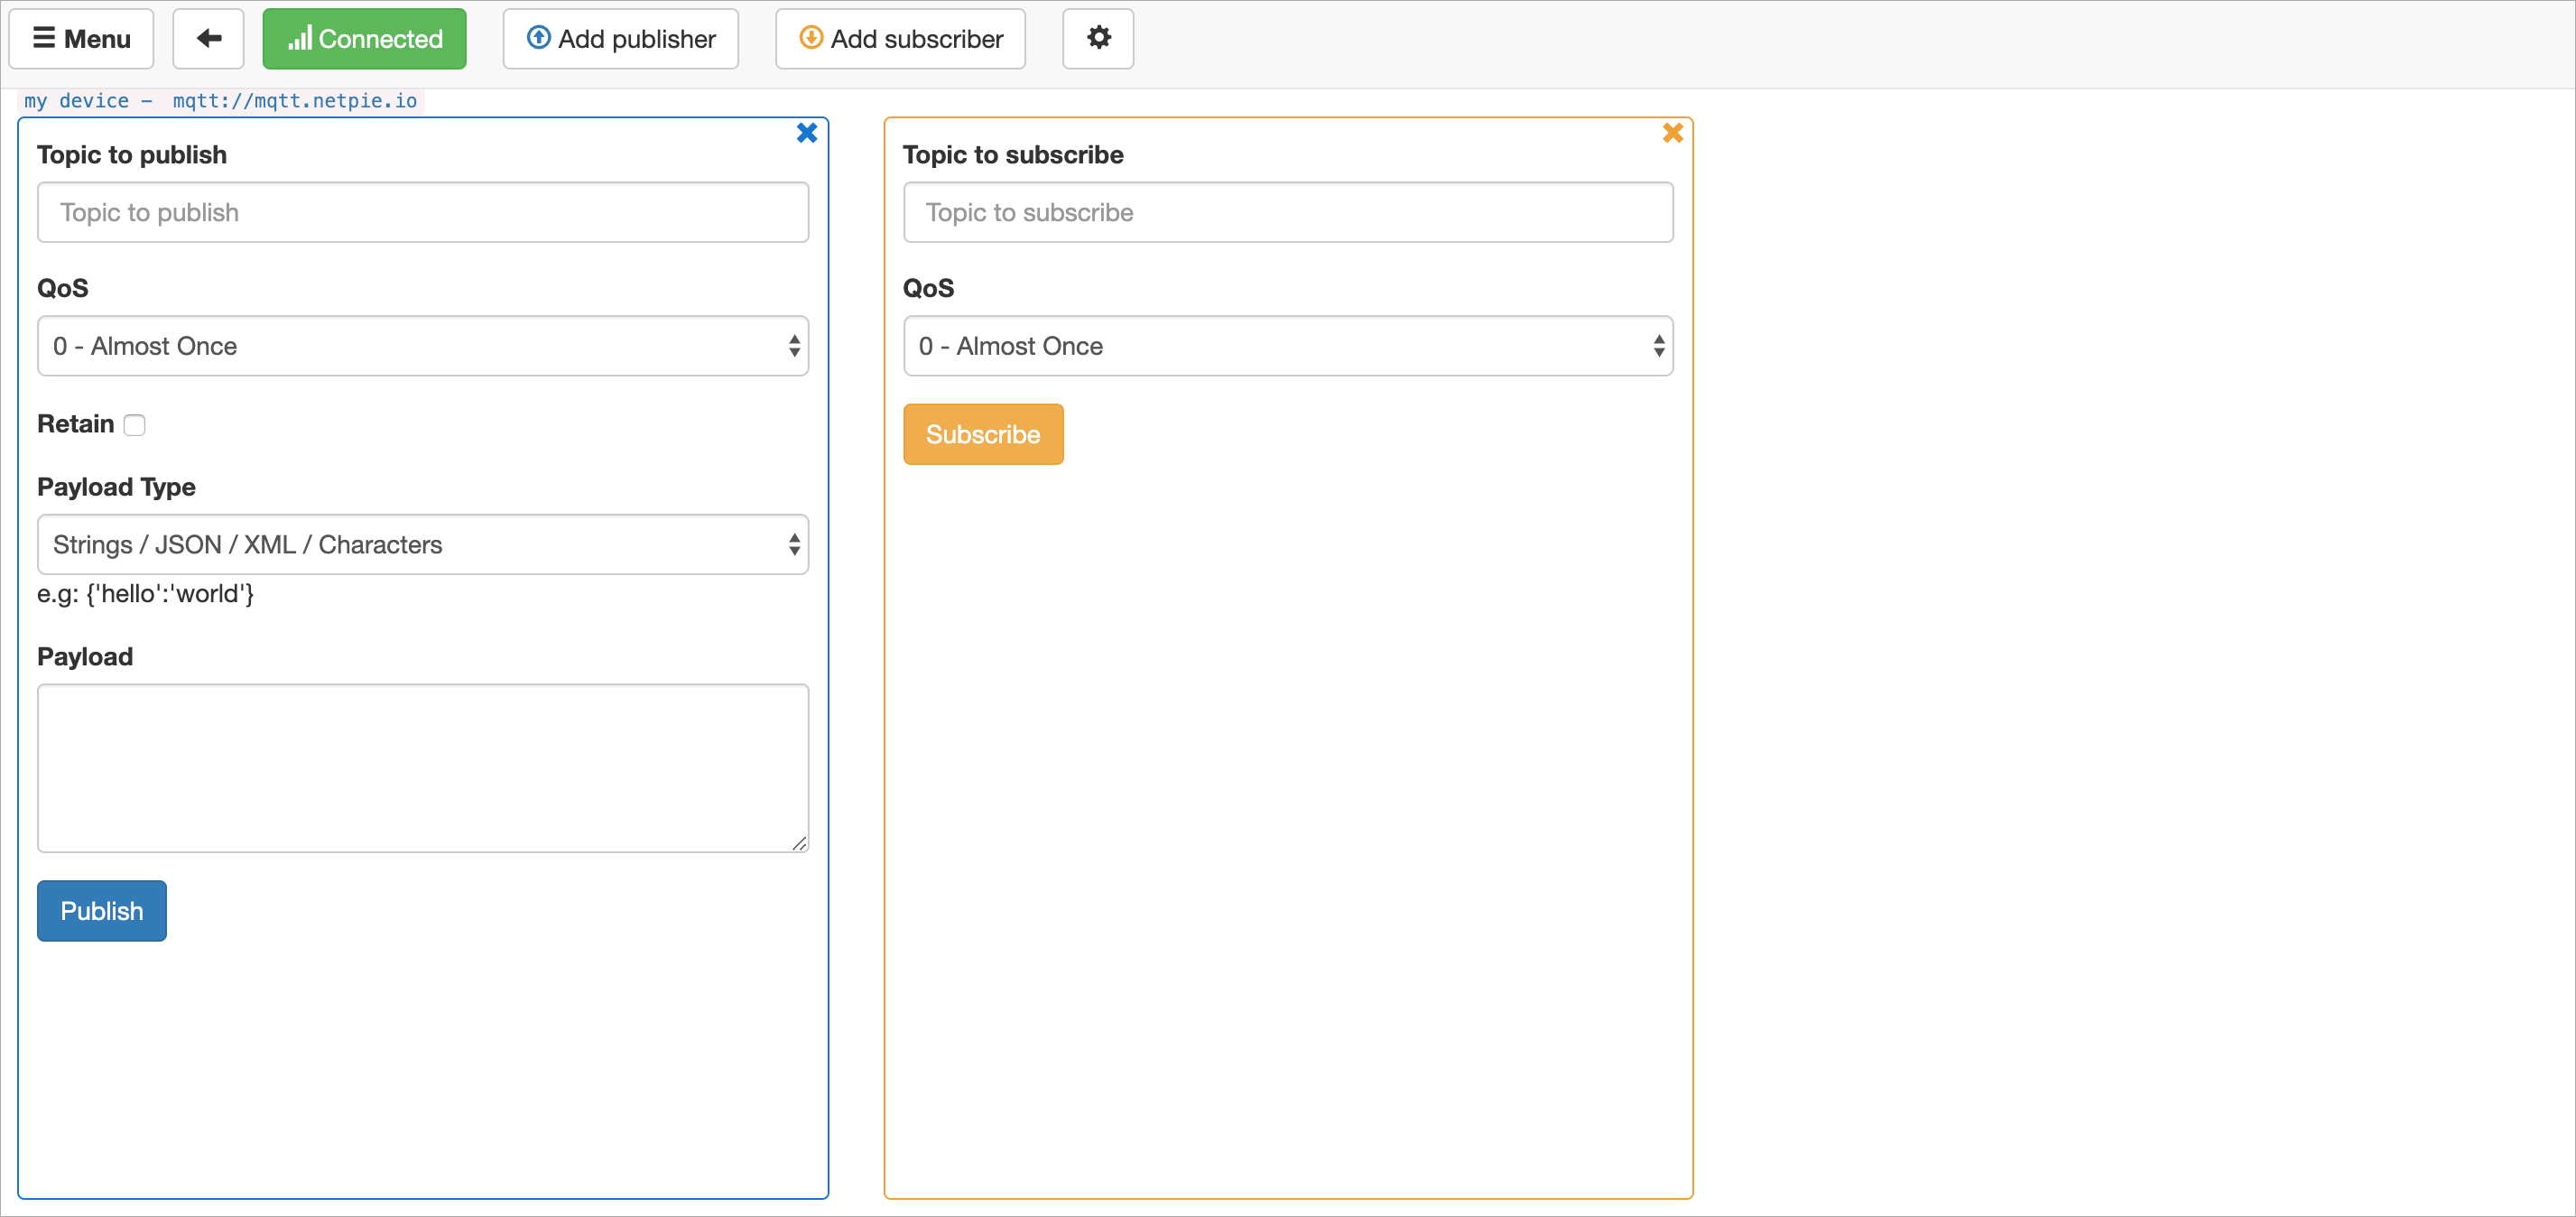 Menu
Connected
Add publisher
Add subscriber
my device - mqtt://mqtt.netpie.io
Topic to publish
Topic to publish
QoS
0 - Almost Once
Retain
Payload Type
Strings / JSON / XML / Characters
e.g: {'hello':'world'}
Payload
Publish
Topic to subscribe
Topic to subscribe
QoS
0 - Almost Once
Subscribe